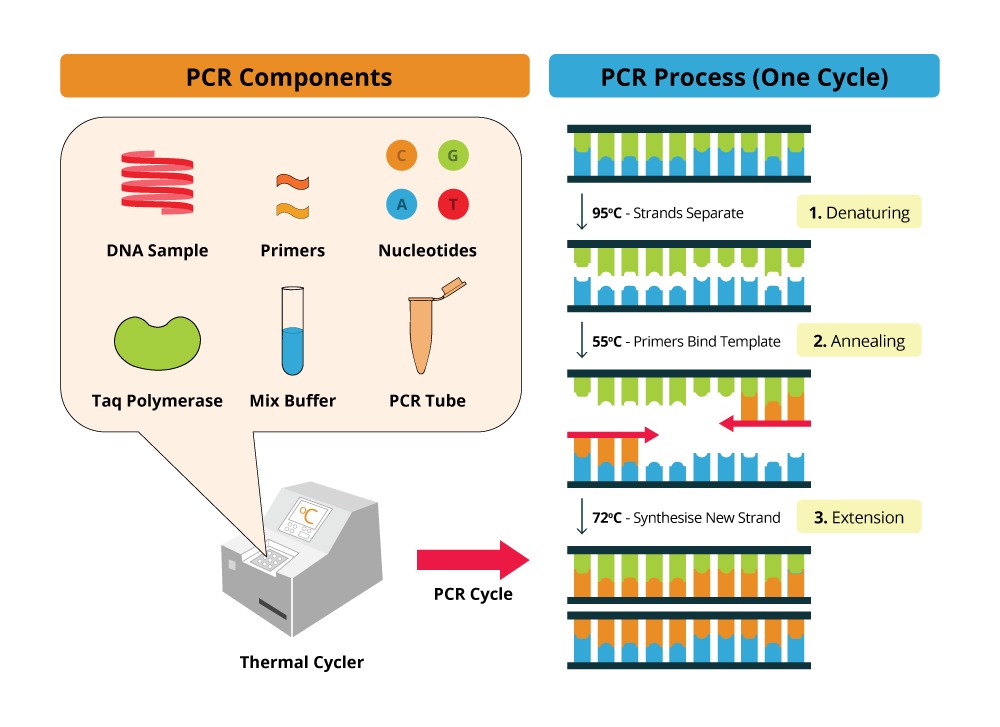 PCR Components
PCR Process (One Cycle)
C G
A T
DNA Sample
Primers
Nucleotides
Taq Polymerase
Mix Buffer
PCR Tube
°C
Thermal Cycler
PCR Cycle
95ºC - Strands Separate
1. Denaturing
55ºC - Primers Bind Template
2. Annealing
72ºC - Synthesise New Strand
3. Extension